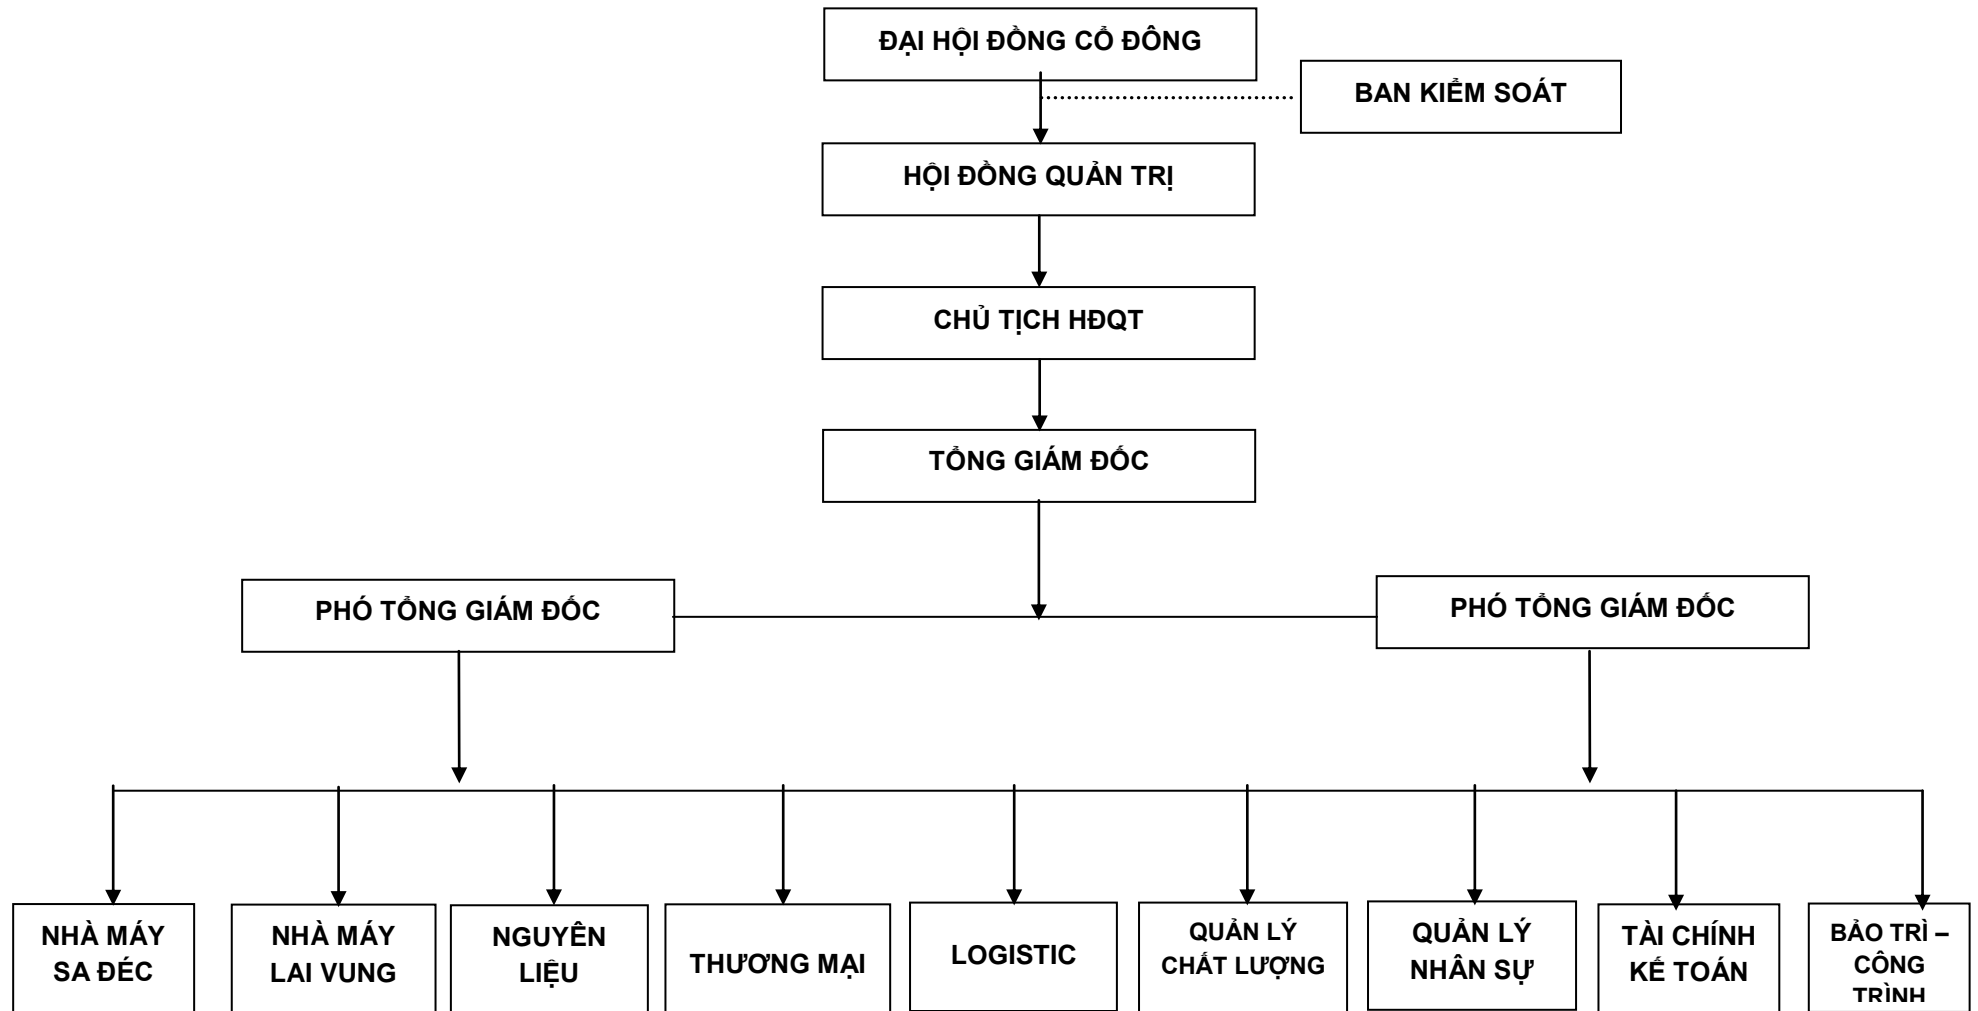 ĐẠI HỘI ĐỒNG CỔ ĐÔNG
BAN KIỂM SOÁT
HỘI ĐỒNG QUẢN TRỊ
CHỦ TỊCH HĐQT
TỔNG GIÁM ĐỐC
PHÓ TỔNG GIÁM ĐỐC
PHÓ TỔNG GIÁM ĐỐC
NHÀ MÁY
SA ĐÉC
NHÀ MÁY
LAI VUNG
NGUYÊN
LIỆU
THƯƠNG MẠI
LOGISTIC
QUẢN LÝ
CHẤT LƯỢNG
QUẢN LÝ
NHÂN SỰ
TÀI CHÍNH
KẾ TOÁN
BẢO TRÌ –
CÔNG
TRÌNH